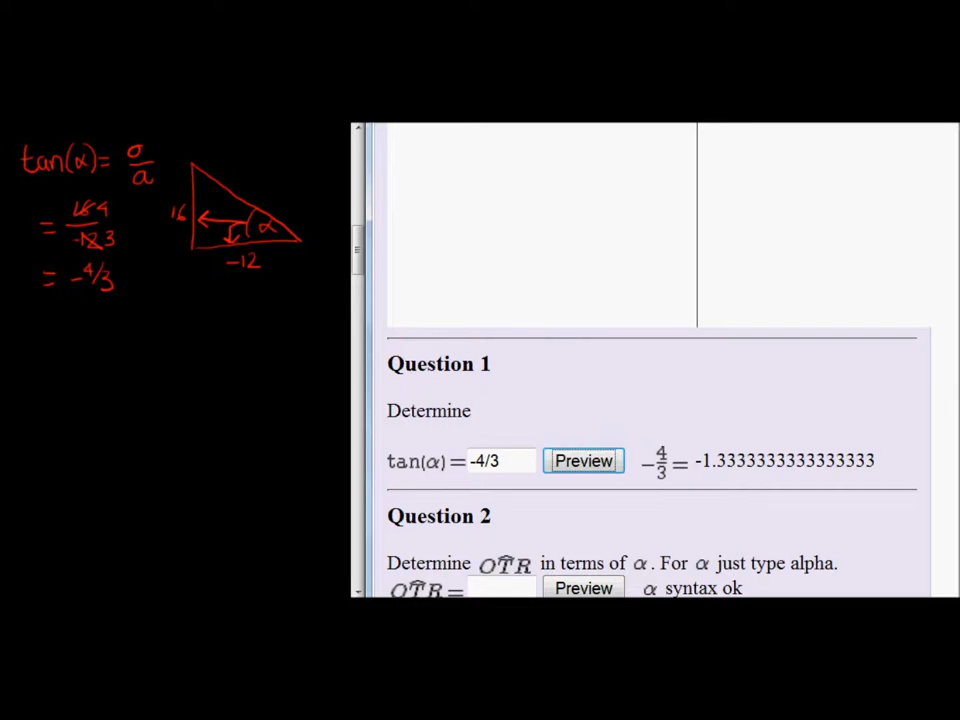 tan(α)= o/a
= 16 4/-12 3
= -4/3
16
α
-12
Question 1
Determine
tan(α)= -4/3 Preview -4/3= -1.3333333333333333
Question 2
Determine OT̂R in terms of α. For α just type alpha.
OT̂R= Preview α syntax ok